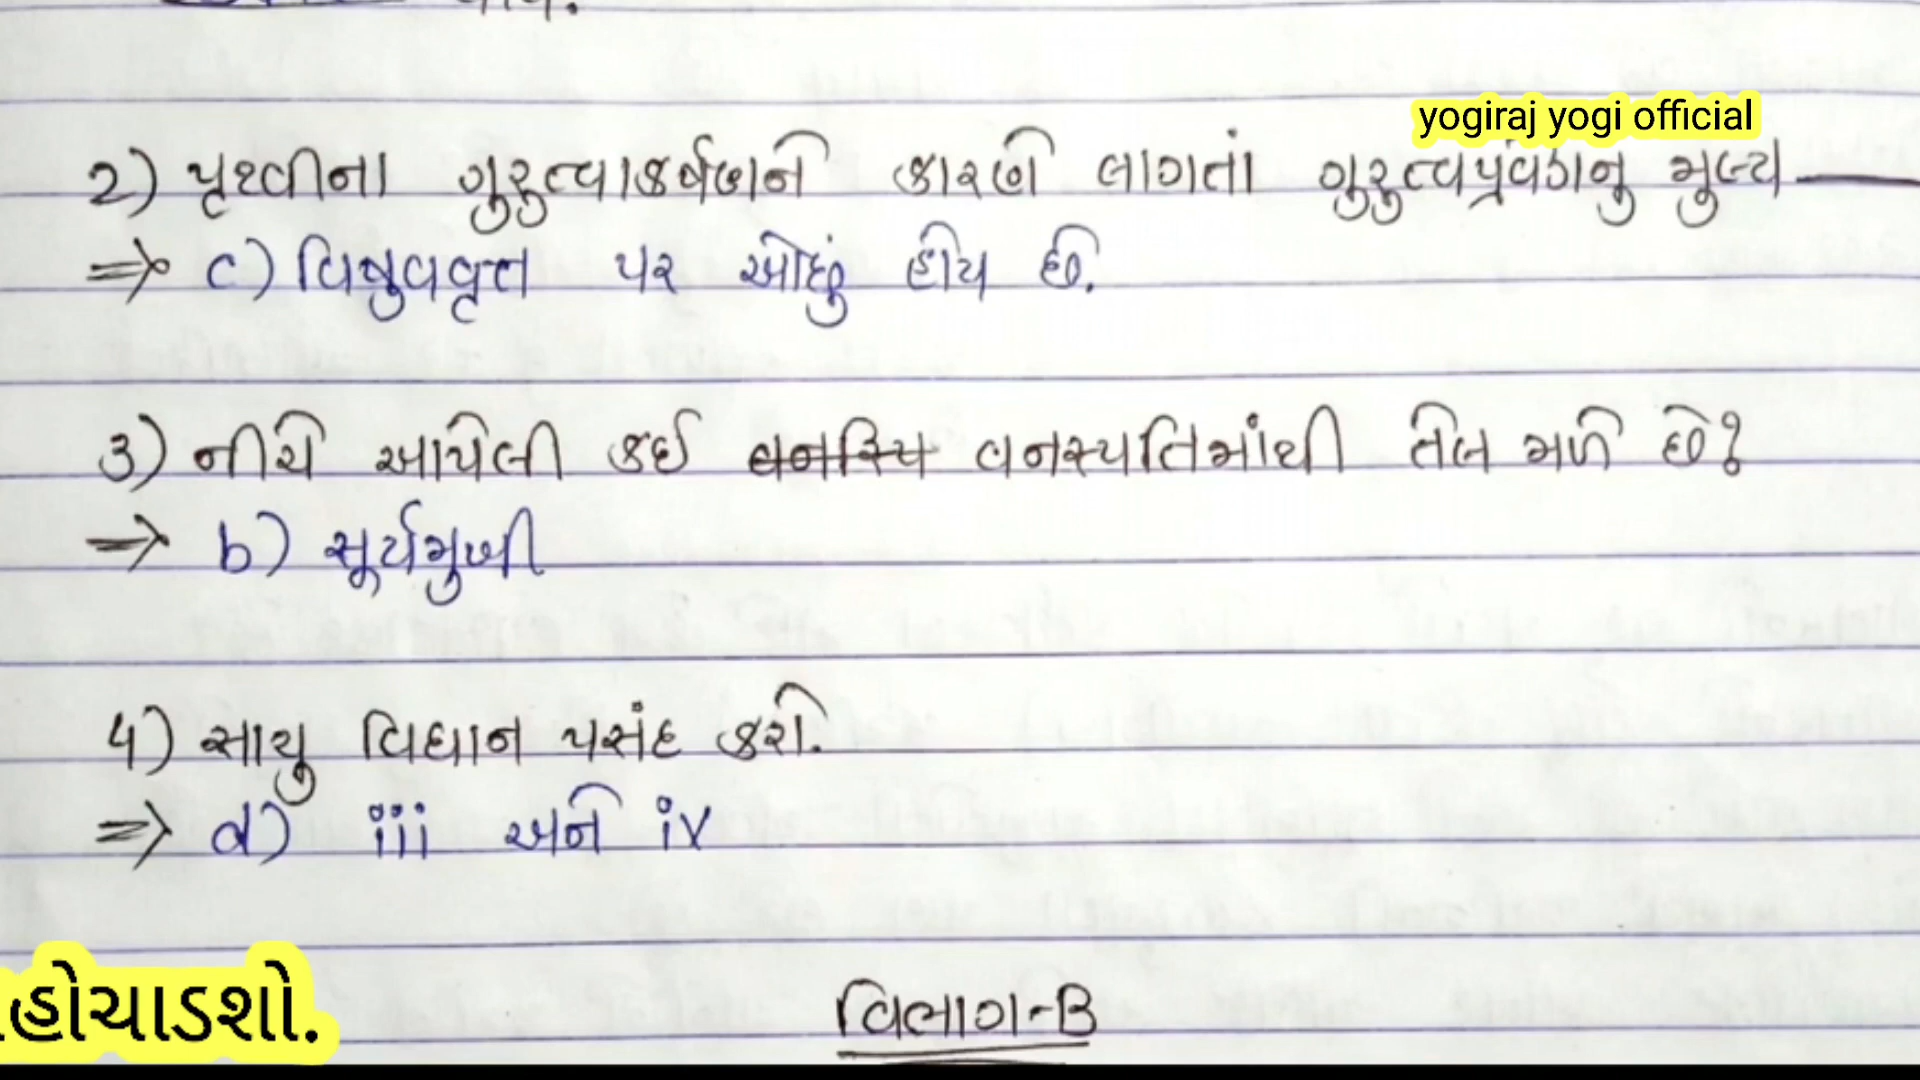 yogiraj yogi official
2) પૃથ્વીના ગુરુત્વાકર્ષણને કારણે લાગતાં ગુરુત્વપ્રવેગનુ મુલ્ય ___
⇒ c) વિષુવવૃત પર ઓછું હોય છે.
3) નીચે આપેલી કઈ વનસ્પતિમાંથી તેલ મળે છે?
⇒ b) સૂર્યમુખી
4) સાચુ વિધાન પસંદ કરો.
⇒ d) iii અને iv
હોચાડશો.
વિભાગ-B